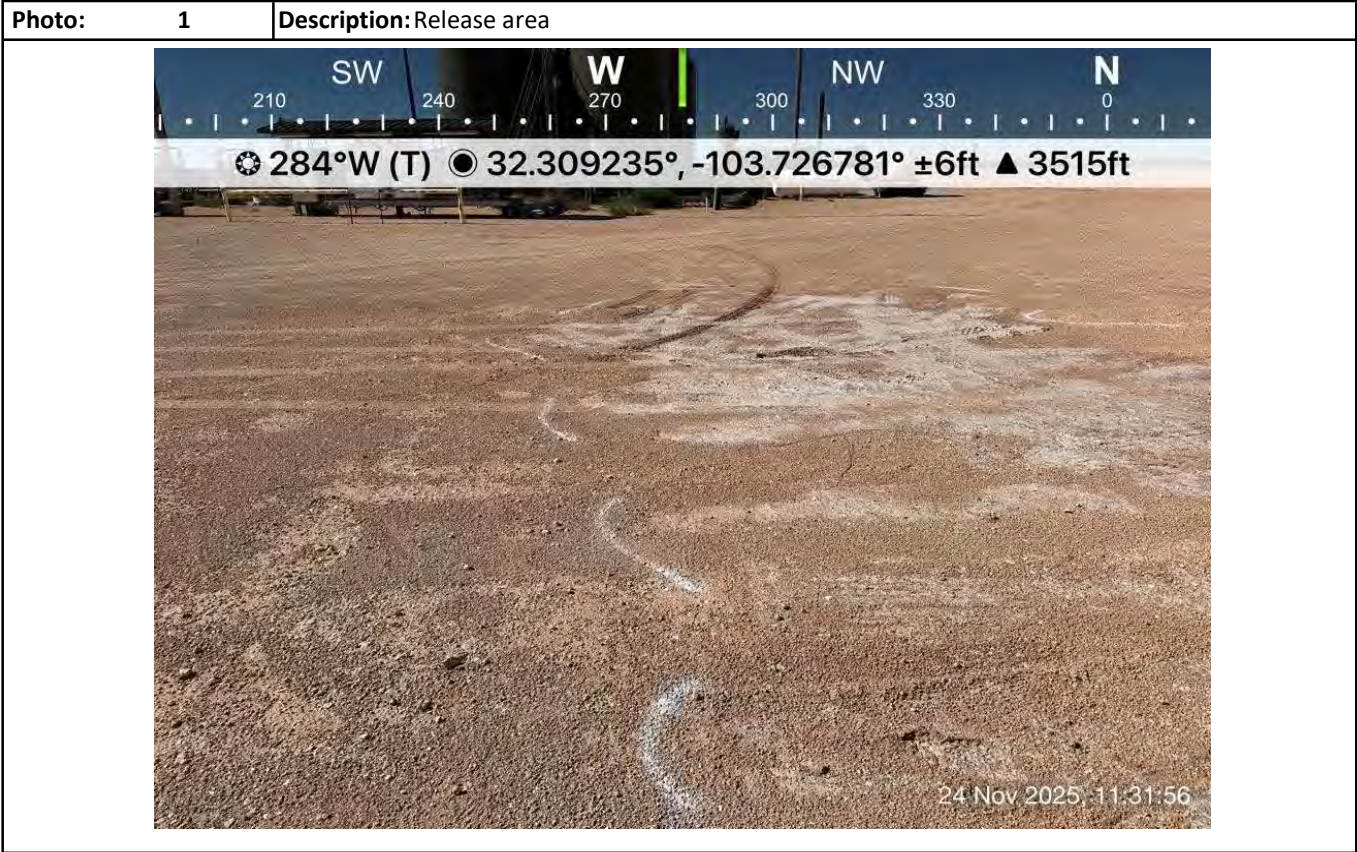 Photo: 1 Description: Release area
SW W NW N
210 240 270 300 330 0
284°W (T) 32.309235°, -103.726781° ±6ft ▲ 3515ft
24 Nov 2025, 11:31:56